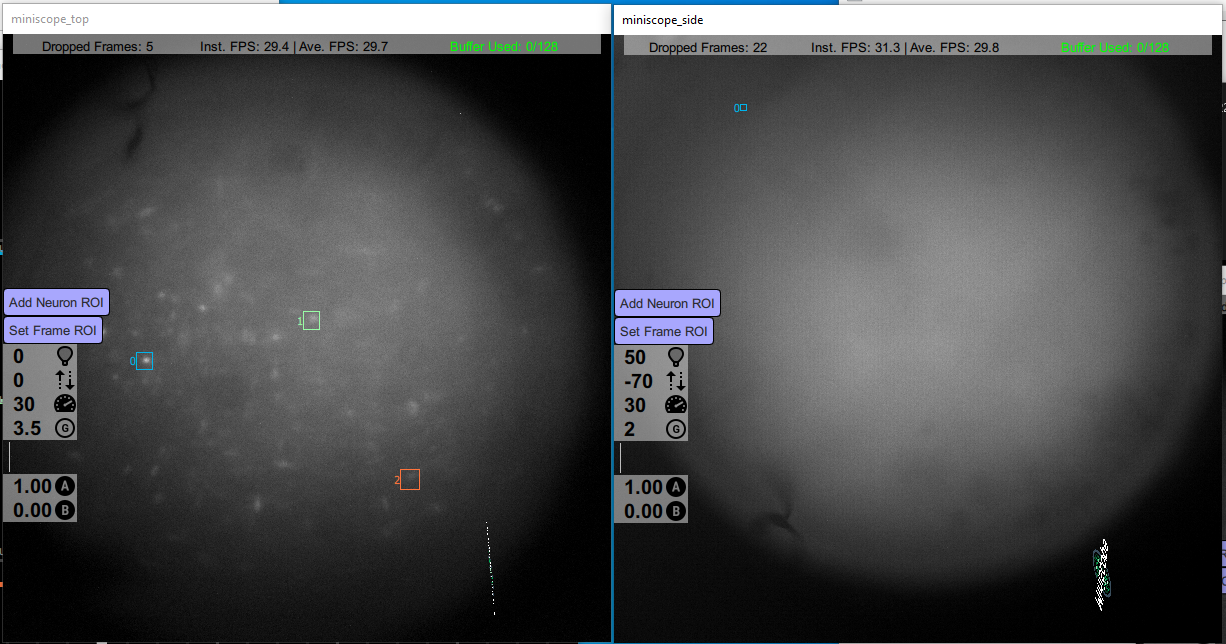 miniscope_top
Dropped Frames: 5 Inst. FPS: 29.4 | Ave. FPS: 29.7 Buffer Used: 0/128
1
Add Neuron ROI
Set Frame ROI
0
0
0
30
3.5 G
2
1.00 A
0.00 B
miniscope_side
Dropped Frames: 22 Inst. FPS: 31.3 | Ave. FPS: 29.8 Buffer Used: 0/128
0
Add Neuron ROI
Set Frame ROI
50
-70
30
2 G
1.00 A
0.00 B